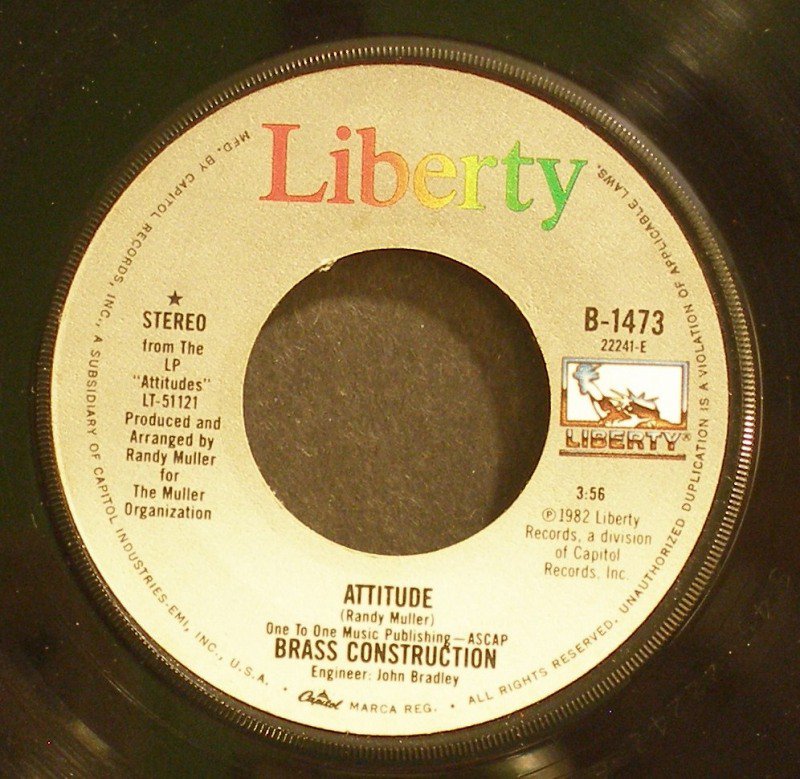 Liberty
★
STEREO
from The
LP
"Attitudes"
LT-51121
Produced and
Arranged by
Randy Muller
for
The Muller
Organization
B-1473
22241-E
LIBERTY®
3:56
Ⓟ1982 Liberty
Records, a division
of Capitol
Records, Inc.
ATTITUDE
(Randy Muller)
One To One Music Publishing—ASCAP
BRASS CONSTRUCTION
Engineer: John Bradley
MFD. BY CAPITOL RECORDS, INC., A SUBSIDIARY OF CAPITOL INDUSTRIES-EMI, INC., U.S.A. • Capitol MARCA REG. • ALL RIGHTS RESERVED. UNAUTHORIZED DUPLICATION IS A VIOLATION OF APPLICABLE LAWS.